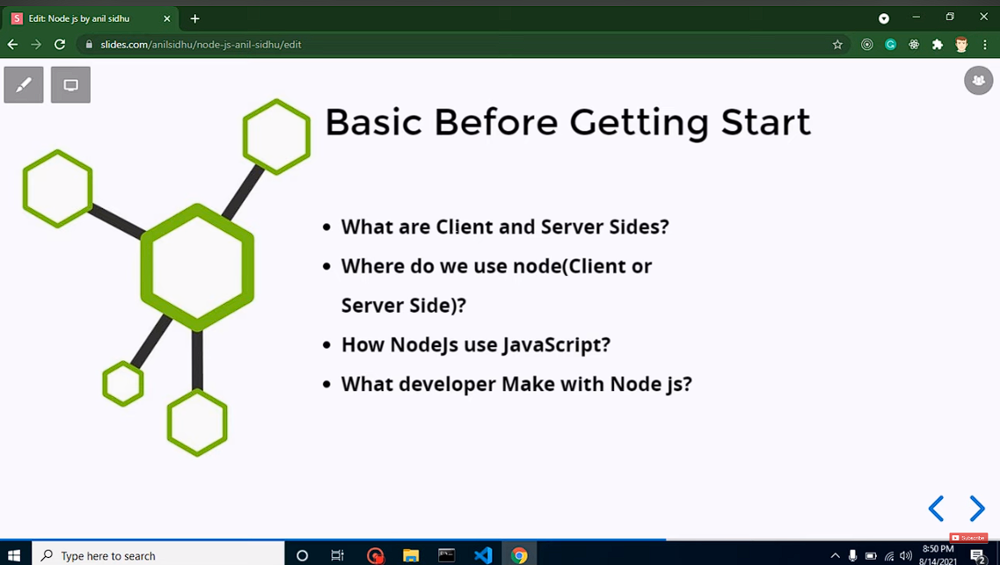 S Edit: Node js by anil sidhu
slides.com/anilsidhu/node-js-anil-sidhu/edit
Basic Before Getting Start
What are Client and Server Sides?
Where do we use node(Client or
Server Side)?
How NodeJs use JavaScript?
What developer Make with Node js?
Subscribe
Type here to search
8:50 PM
8/14/2021
2